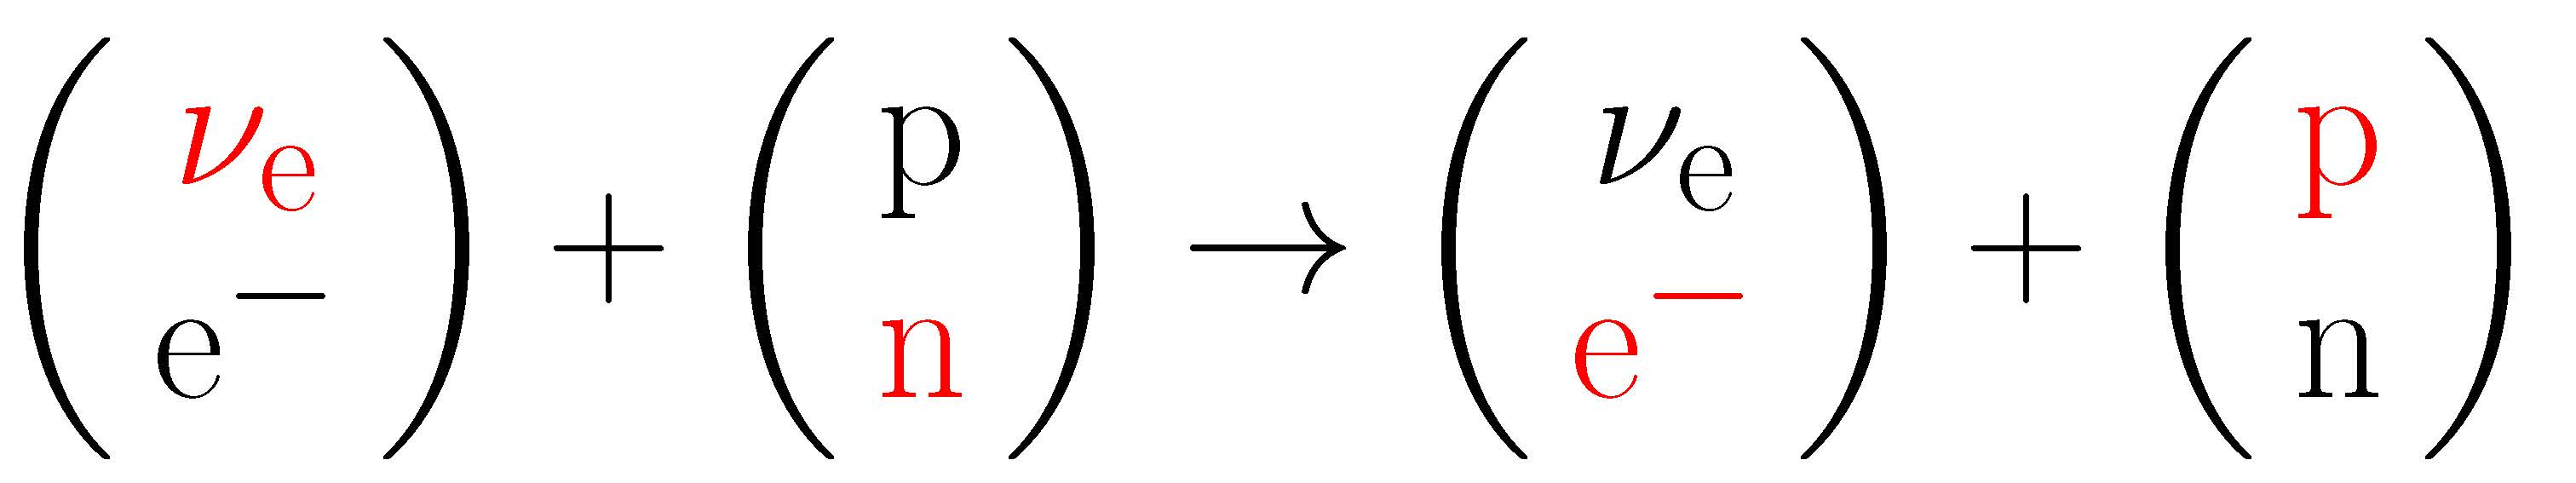 ( νe ) + ( p ) → ( νe ) + ( p )
( e− ) ( n ) ( e− ) ( n )